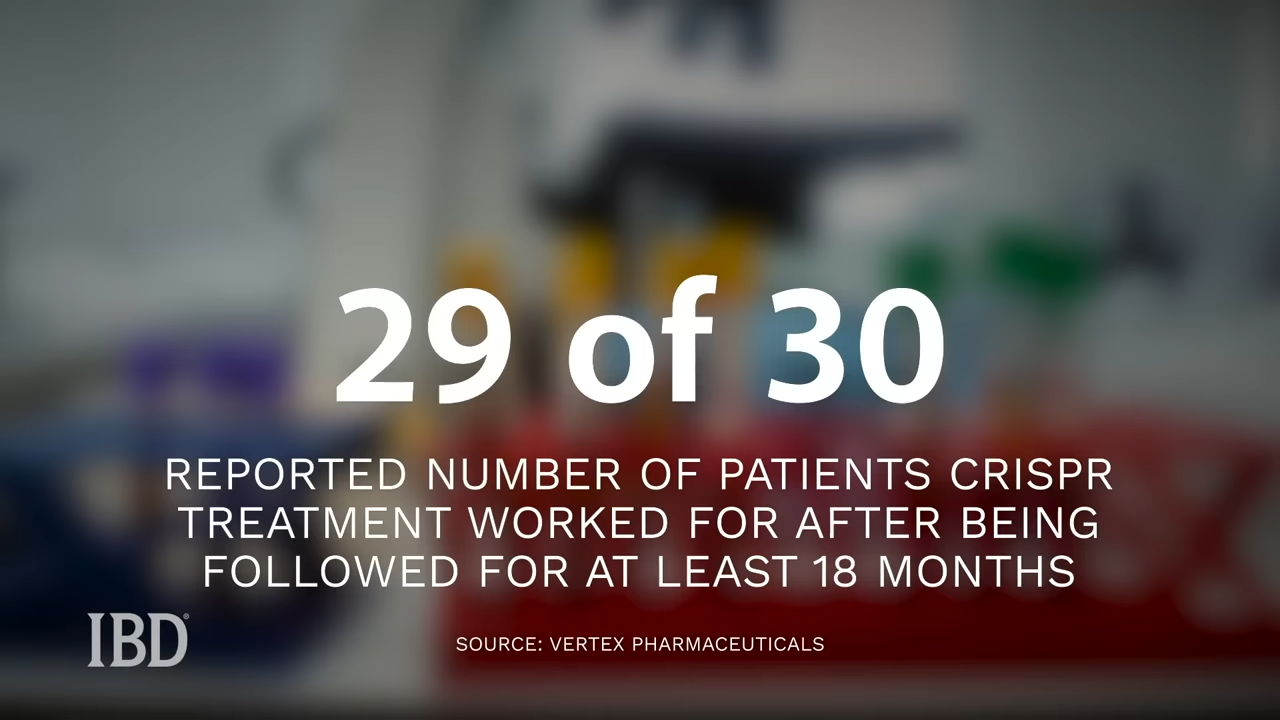 29 of 30
REPORTED NUMBER OF PATIENTS CRISPR
TREATMENT WORKED FOR AFTER BEING
FOLLOWED FOR AT LEAST 18 MONTHS
IBD®
SOURCE: VERTEX PHARMACEUTICALS